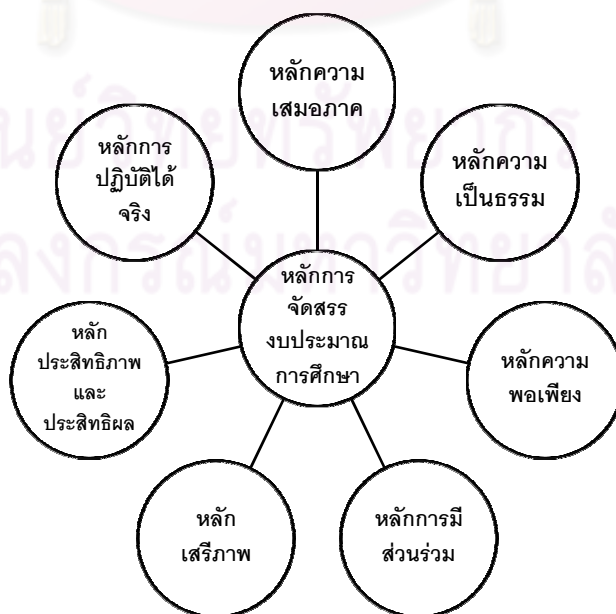 หลักความ
เสมอภาค
หลักการ
ปฏิบัติได้
จริง
หลักความ
เป็นธรรม
หลักการ
จัดสรร
งบประมาณ
การศึกษา
หลัก
ประสิทธิภาพ
และ
ประสิทธิผล
หลักความ
พอเพียง
หลัก
เสรีภาพ
หลักการมี
ส่วนร่วม